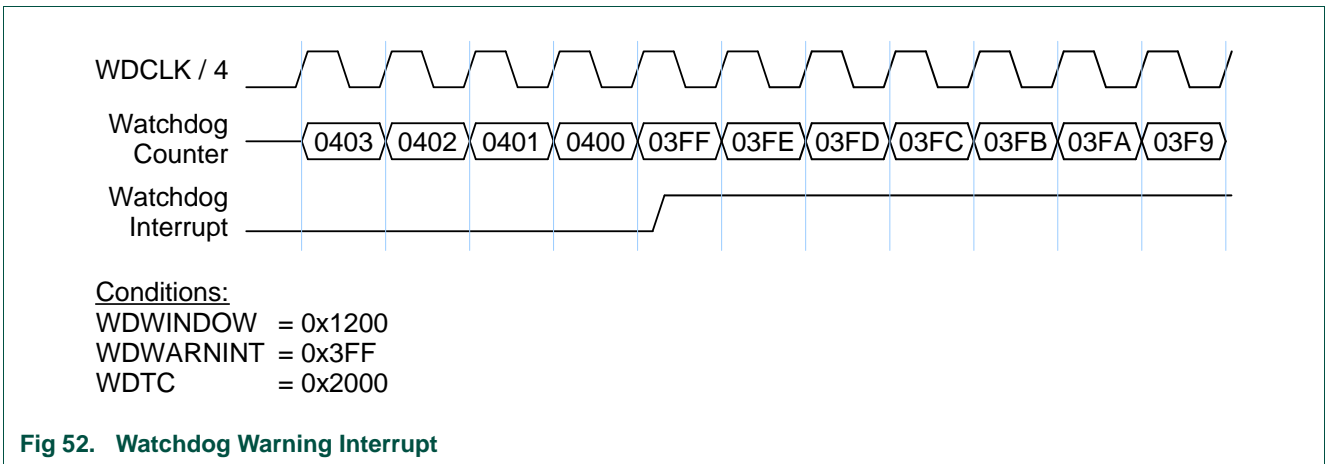 WDCLK / 4
Watchdog
Counter
0403 0402 0401 0400 03FF 03FE 03FD 03FC 03FB 03FA 03F9
Watchdog
Interrupt
Conditions:
WDWINDOW = 0x1200
WDWARNINT = 0x3FF
WDTC = 0x2000
Fig 52. Watchdog Warning Interrupt